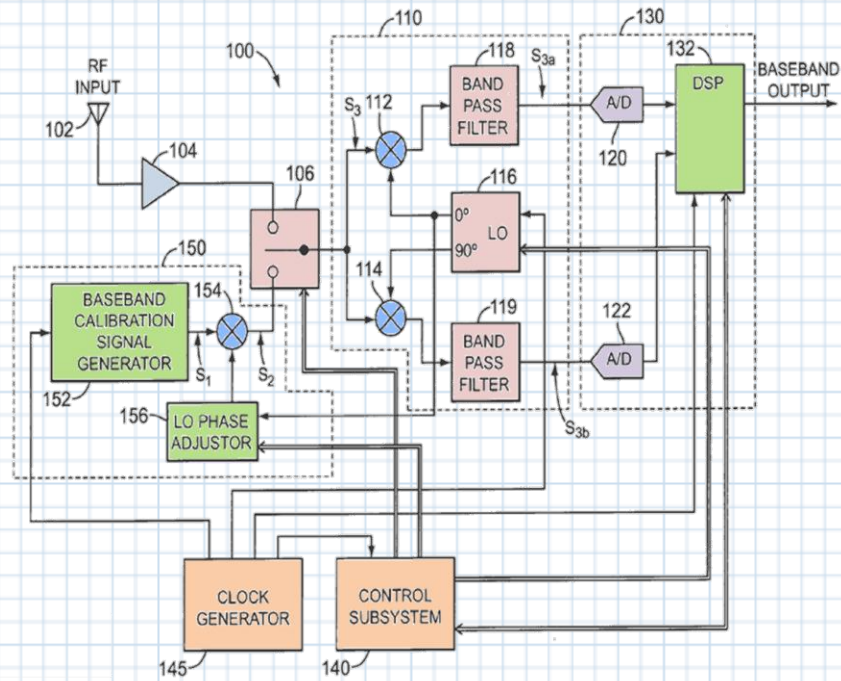 110
130
100
118
S3a
132
RF
INPUT
BAND
PASS
FILTER
DSP
BASEBAND
OUTPUT
102
S3
112
A/D
120
104
106
116
0º
LO
90º
150
154
114
119
122
BASEBAND
CALIBRATION
SIGNAL
GENERATOR
BAND
PASS
FILTER
A/D
S1
S2
152
156
LO PHASE
ADJUSTOR
S3b
CLOCK
GENERATOR
CONTROL
SUBSYSTEM
145
140